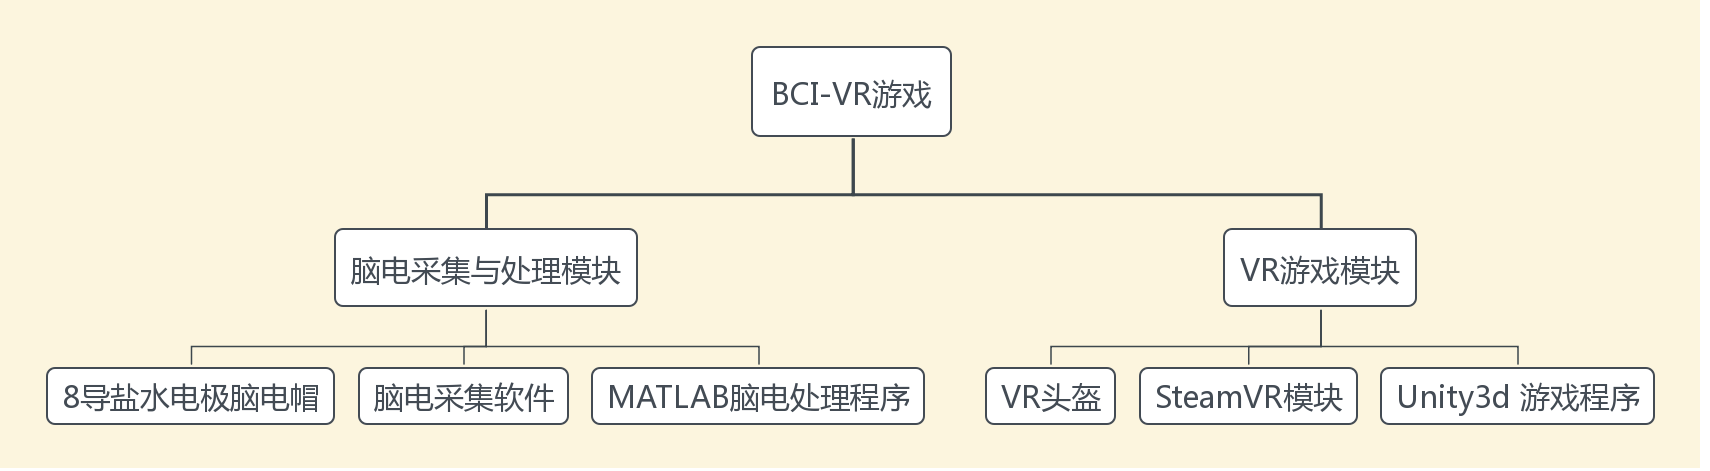 BCI-VR游戏
脑电采集与处理模块
VR游戏模块
8导盐水电极脑电帽
脑电采集软件
MATLAB脑电处理程序
VR头盔
SteamVR模块
Unity3d 游戏程序